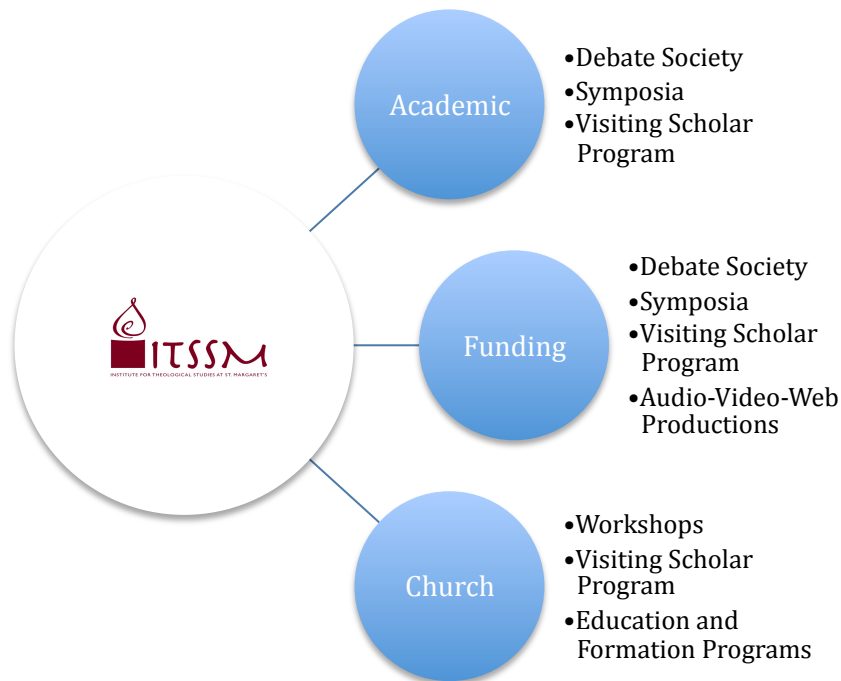 Academic
•Debate Society
•Symposia
•Visiting Scholar
Program
ITSSM
INSTITUTE FOR THEOLOGICAL STUDIES AT ST. MARGARET'S
Funding
•Debate Society
•Symposia
•Visiting Scholar
Program
•Audio-Video-Web
Productions
Church
•Workshops
•Visiting Scholar
Program
•Education and
Formation Programs